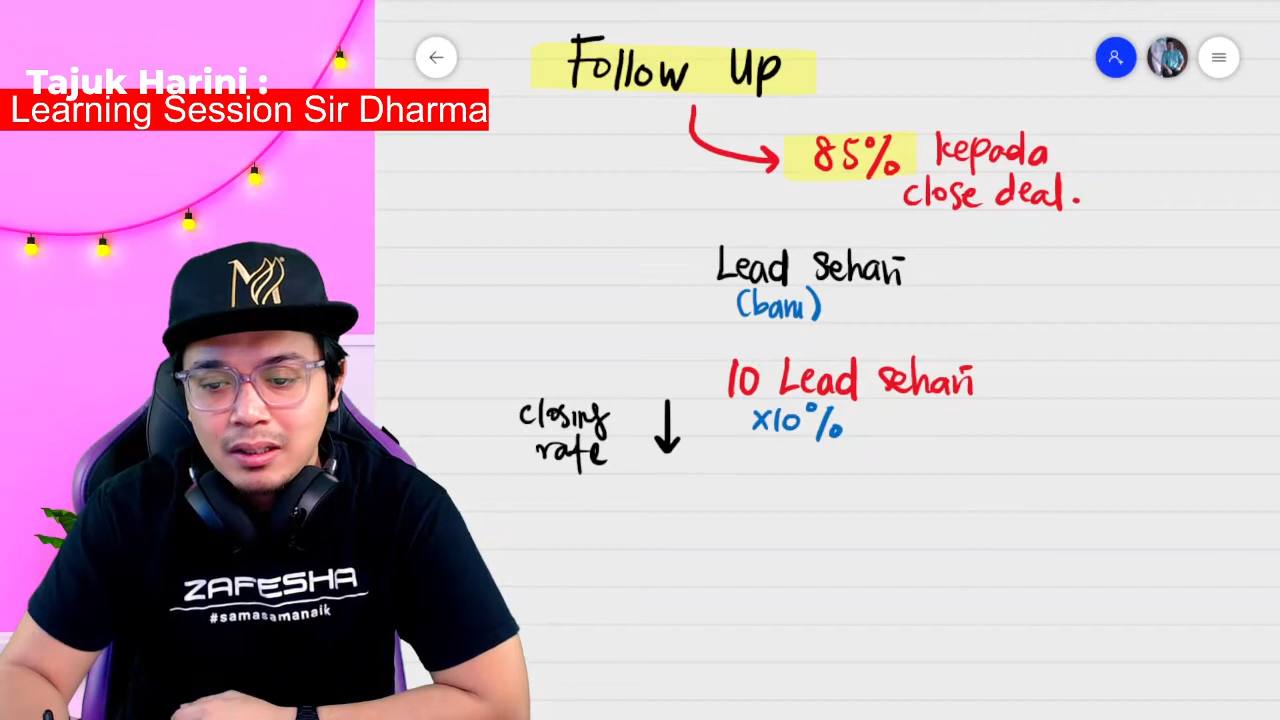 Tajuk Harini :
Learning Session Sir Dharma
Follow Up
85% kepada
close deal.
Lead sehari
(baru)
10 Lead sehari
x10%
closing
rate
ZAFESHA
#samasamanaik